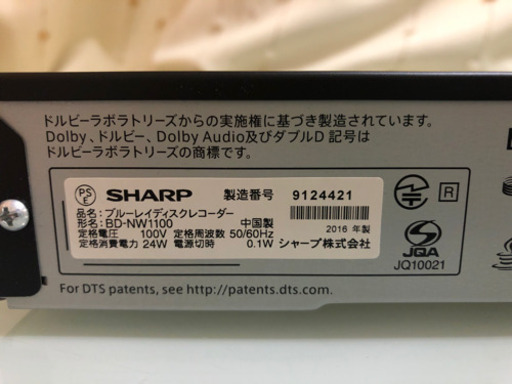 ドルビーラボラトリーズからの実施権に基づき製造されています。
Dolby、ドルビー、Dolby Audio及びダブルD 記号は
ドルビーラボラトリーズの商標です。
PS E SHARP 製造番号 9124421
品名:ブルーレイディスクレコーダー
形名:BD-NW1100 中国製 2016 年製
定格電圧 100V 定格周波数 50/60Hz
定格消費電力 24W 電源切時 0.1W シャープ株式会社
R
JQA
JQ10021
For DTS patents, see http://patents.dts.com.